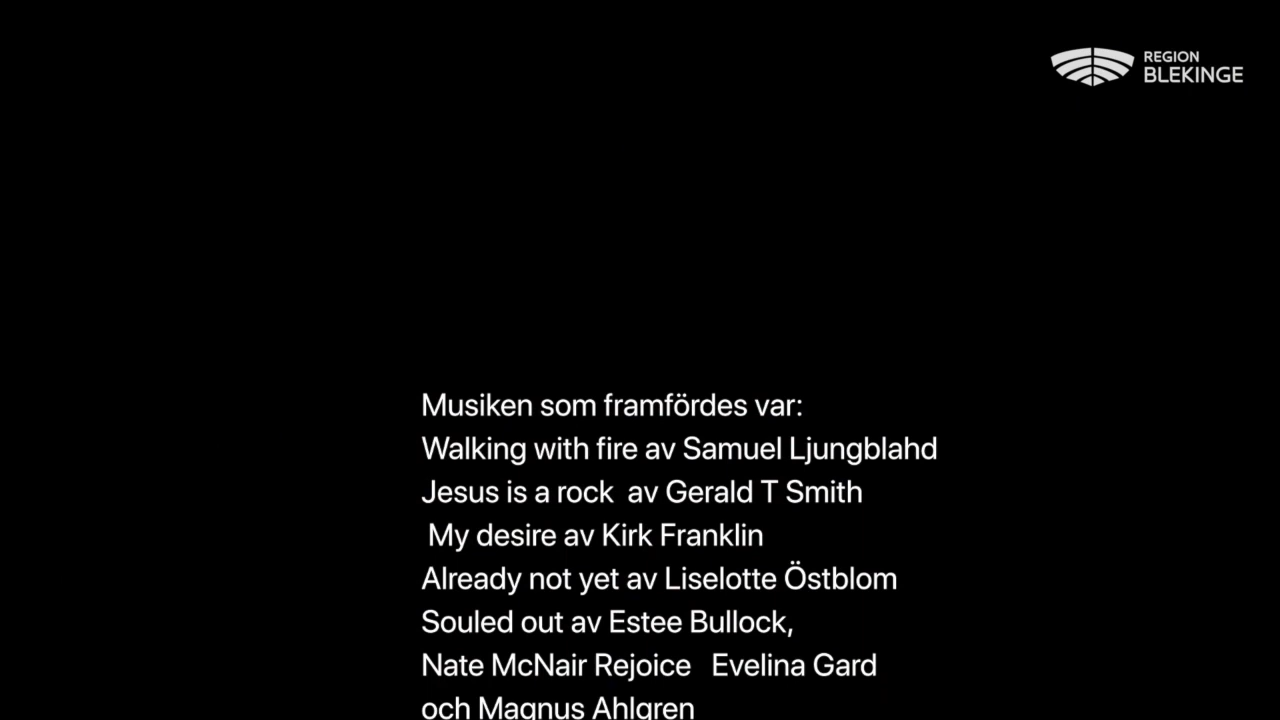 REGION
BLEKINGE
Musiken som framfördes var:
Walking with fire av Samuel Ljungblahd
Jesus is a rock  av Gerald T Smith
My desire av Kirk Franklin
Already not yet av Liselotte Östblom
Souled out av Estee Bullock,
Nate McNair Rejoice   Evelina Gard
och Magnus Ahlgren